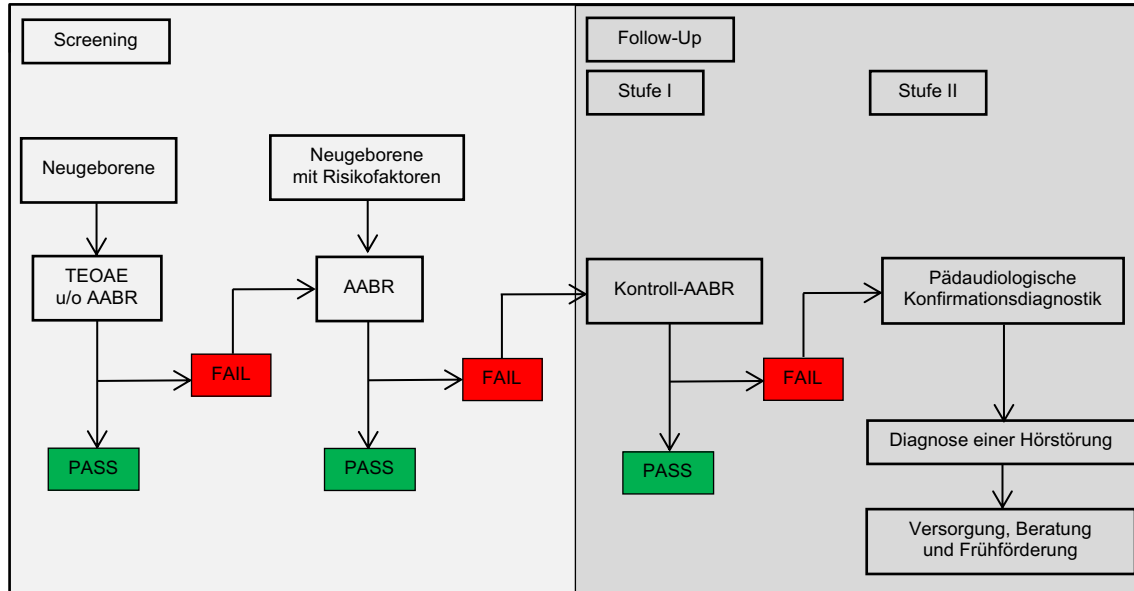 Screening
Follow-Up
Stufe I
Stufe II
Neugeborene
Neugeborene
mit Risikofaktoren
TEOAE
u/o AABR
AABR
Kontroll-AABR
Pädaudiologische
Konfirmationsdiagnostik
FAIL
FAIL
FAIL
PASS
PASS
PASS
Diagnose einer Hörstörung
Versorgung, Beratung
und Frühförderung